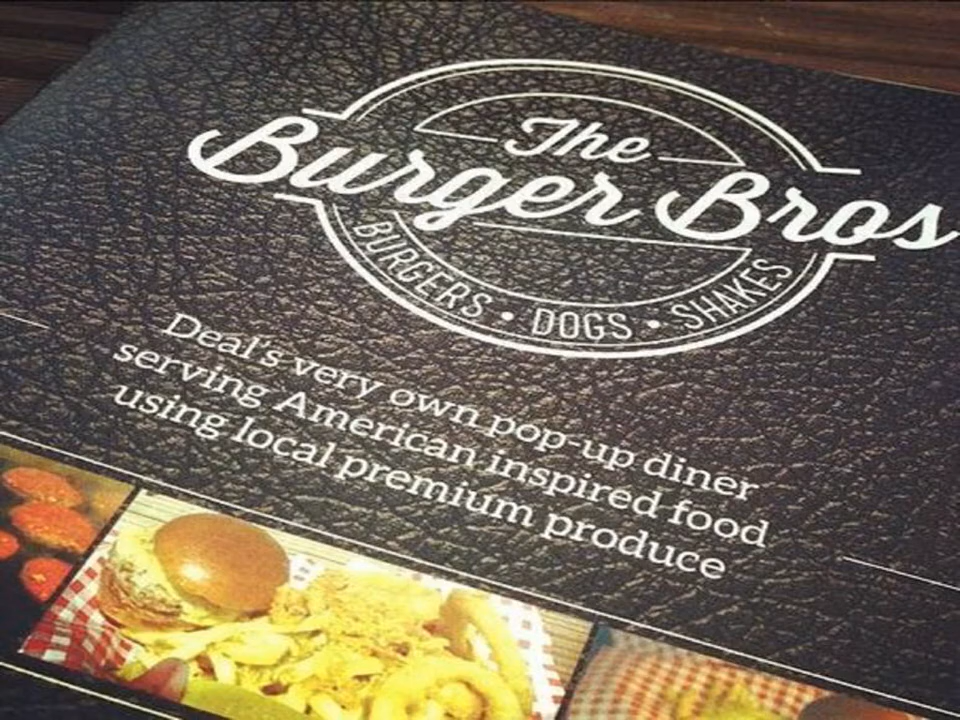 The
Burger Bros
BURGERS • DOGS • SHAKES
Deal's very own pop-up diner
serving American inspired food
using local premium produce